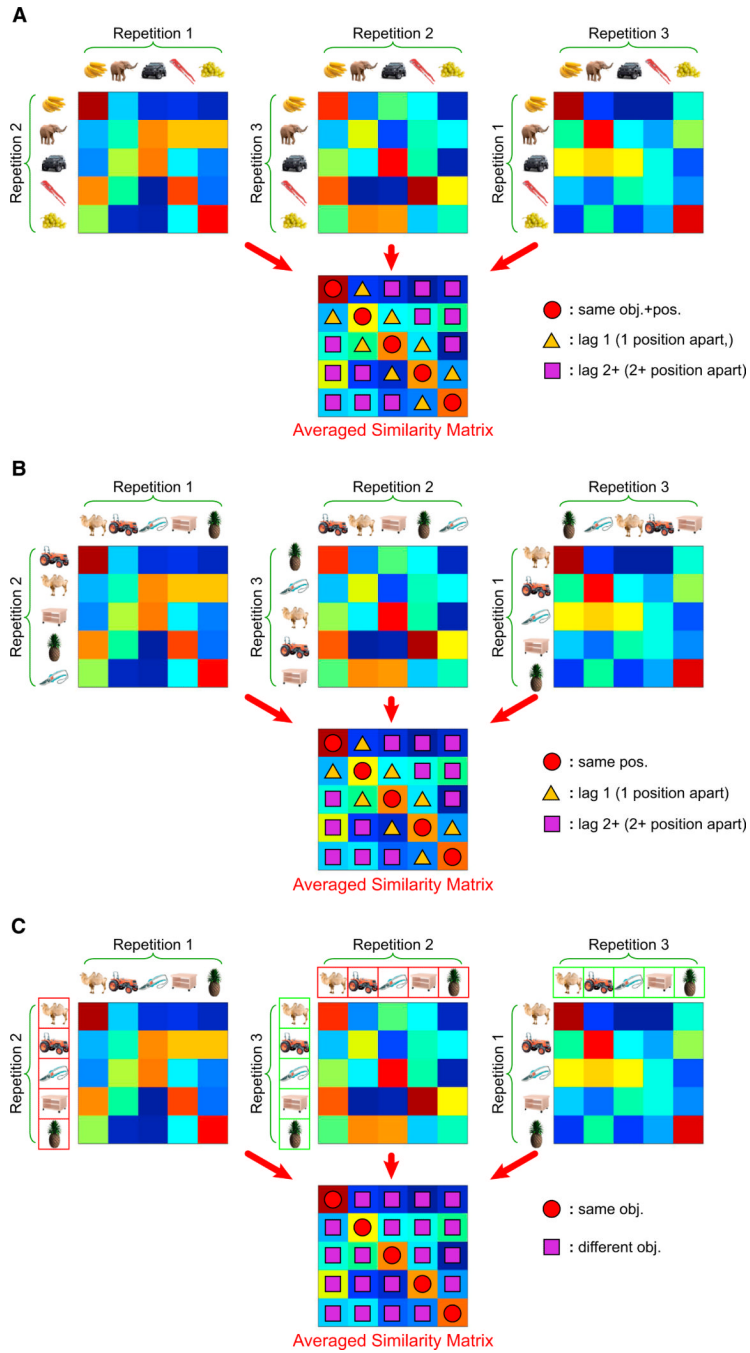 A
Repetition 1
Repetition 2
Repetition 3
Repetition 2
Repetition 3
Repetition 1
: same obj.+pos.
: lag 1 (1 position apart,)
: lag 2+ (2+ position apart)
Averaged Similarity Matrix
B
Repetition 1
Repetition 2
Repetition 3
Repetition 2
Repetition 3
Repetition 1
: same pos.
: lag 1 (1 position apart)
: lag 2+ (2+ position apart)
Averaged Similarity Matrix
C
Repetition 1
Repetition 2
Repetition 3
Repetition 2
Repetition 3
Repetition 1
: same obj.
: different obj.
Averaged Similarity Matrix